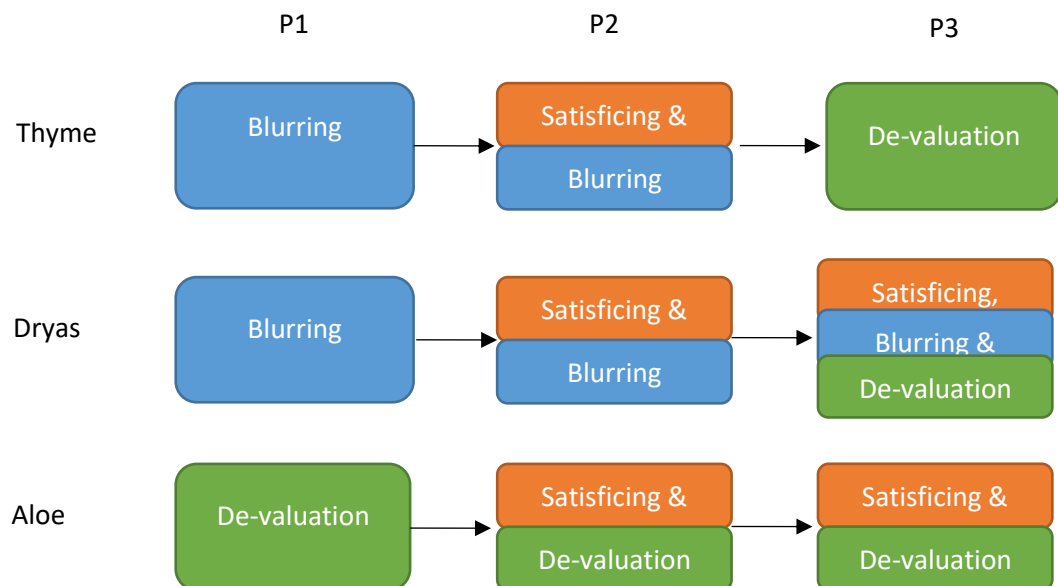 P1 P2 P3
Thyme
Blurring
Satisficing &
Blurring
De-valuation
Dryas
Blurring
Satisficing &
Blurring
Satisficing,
Blurring &
De-valuation
Aloe
De-valuation
Satisficing &
De-valuation
Satisficing &
De-valuation